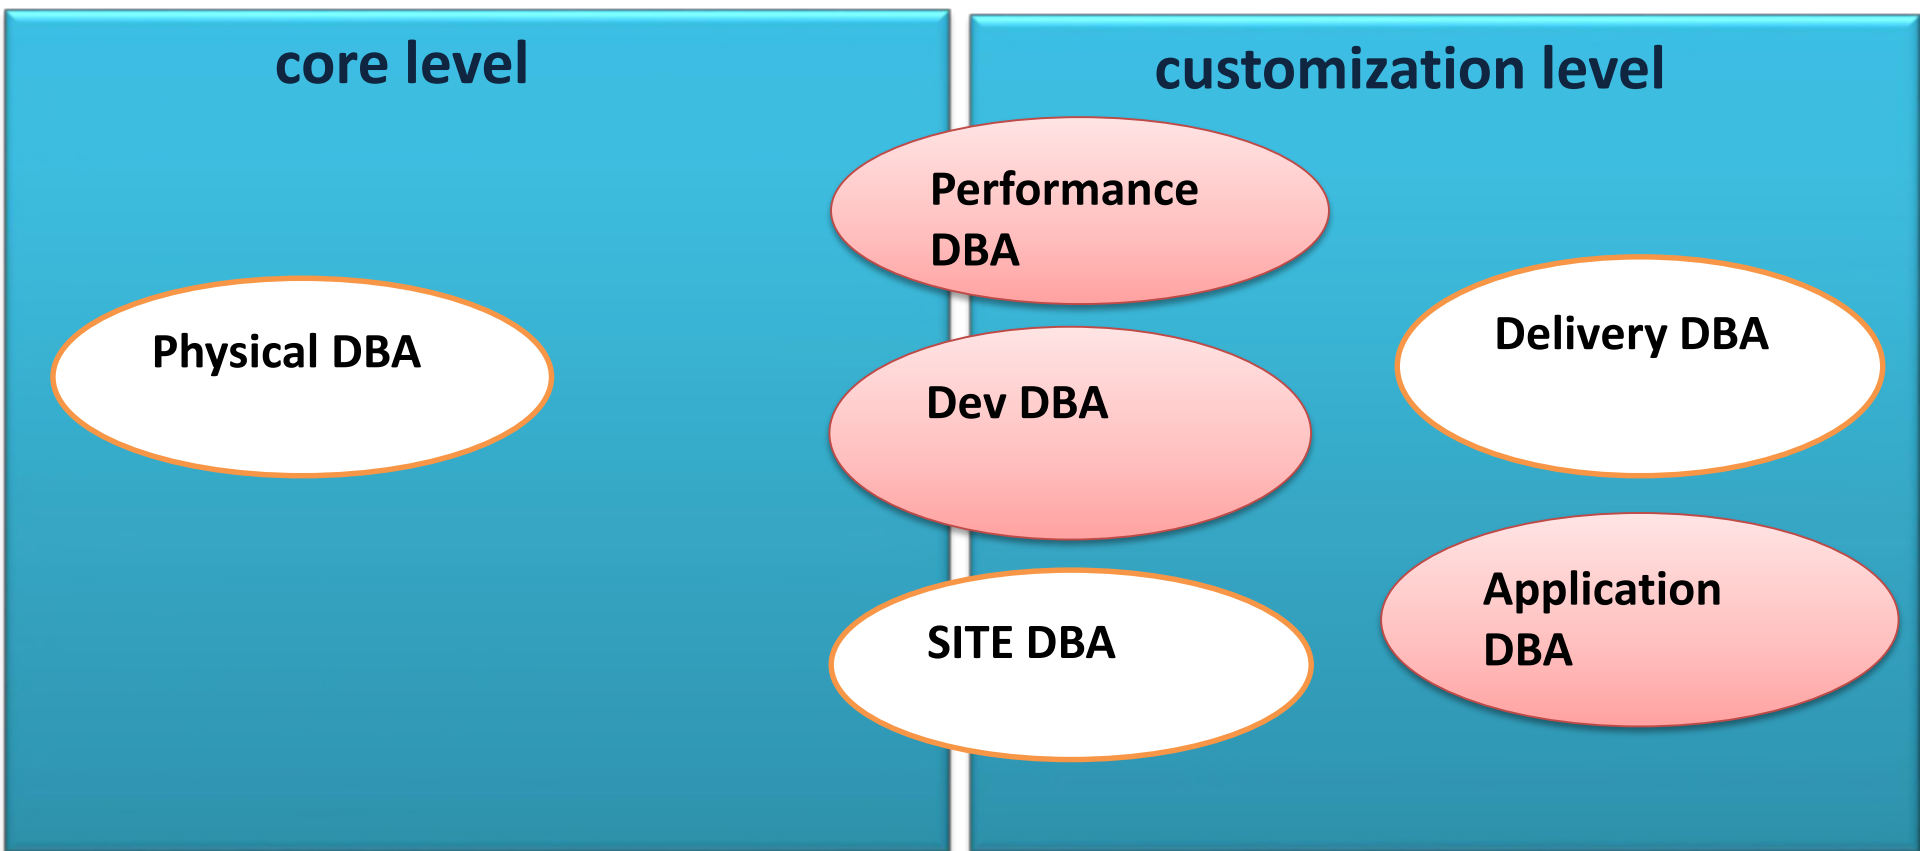 core level
customization level
Performance
DBA
Physical DBA
Delivery DBA
Dev DBA
Application
DBA
SITE DBA